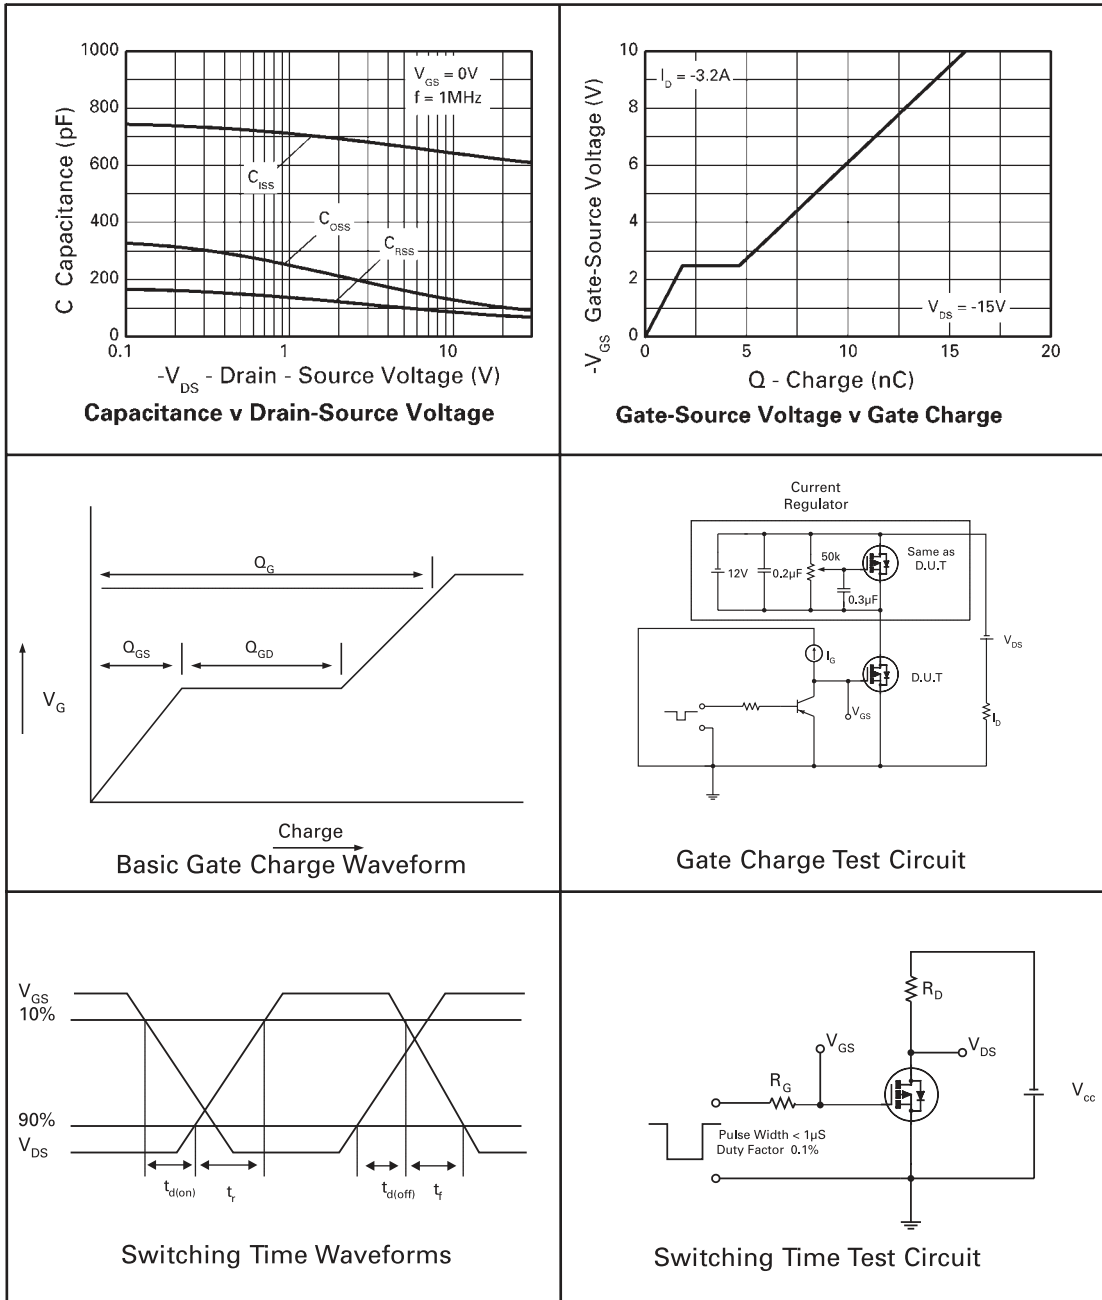 1000
800
600
400
200
0
C Capacitance (pF)
V_GS = 0V
f = 1MHz
C_ISS
C_OSS
C_RSS
0.1
1
10
-V_DS - Drain - Source Voltage (V)
Capacitance v Drain-Source Voltage
10
8
6
4
2
0
-V_GS Gate-Source Voltage (V)
I_D = -3.2A
V_DS = -15V
0
5
10
15
20
Q - Charge (nC)
Gate-Source Voltage v Gate Charge
Q_G
Q_GS
Q_GD
V_G
Charge
Basic Gate Charge Waveform
Current
Regulator
12V
0.2µF
50k
0.3µF
Same as
D.U.T
I_G
D.U.T
V_DS
V_GS
I_D
Gate Charge Test Circuit
V_GS
10%
90%
V_DS
t_d(on)
t_r
t_d(off)
t_f
Switching Time Waveforms
R_D
V_GS
V_DS
R_G
V_cc
Pulse Width < 1µS
Duty Factor 0.1%
Switching Time Test Circuit